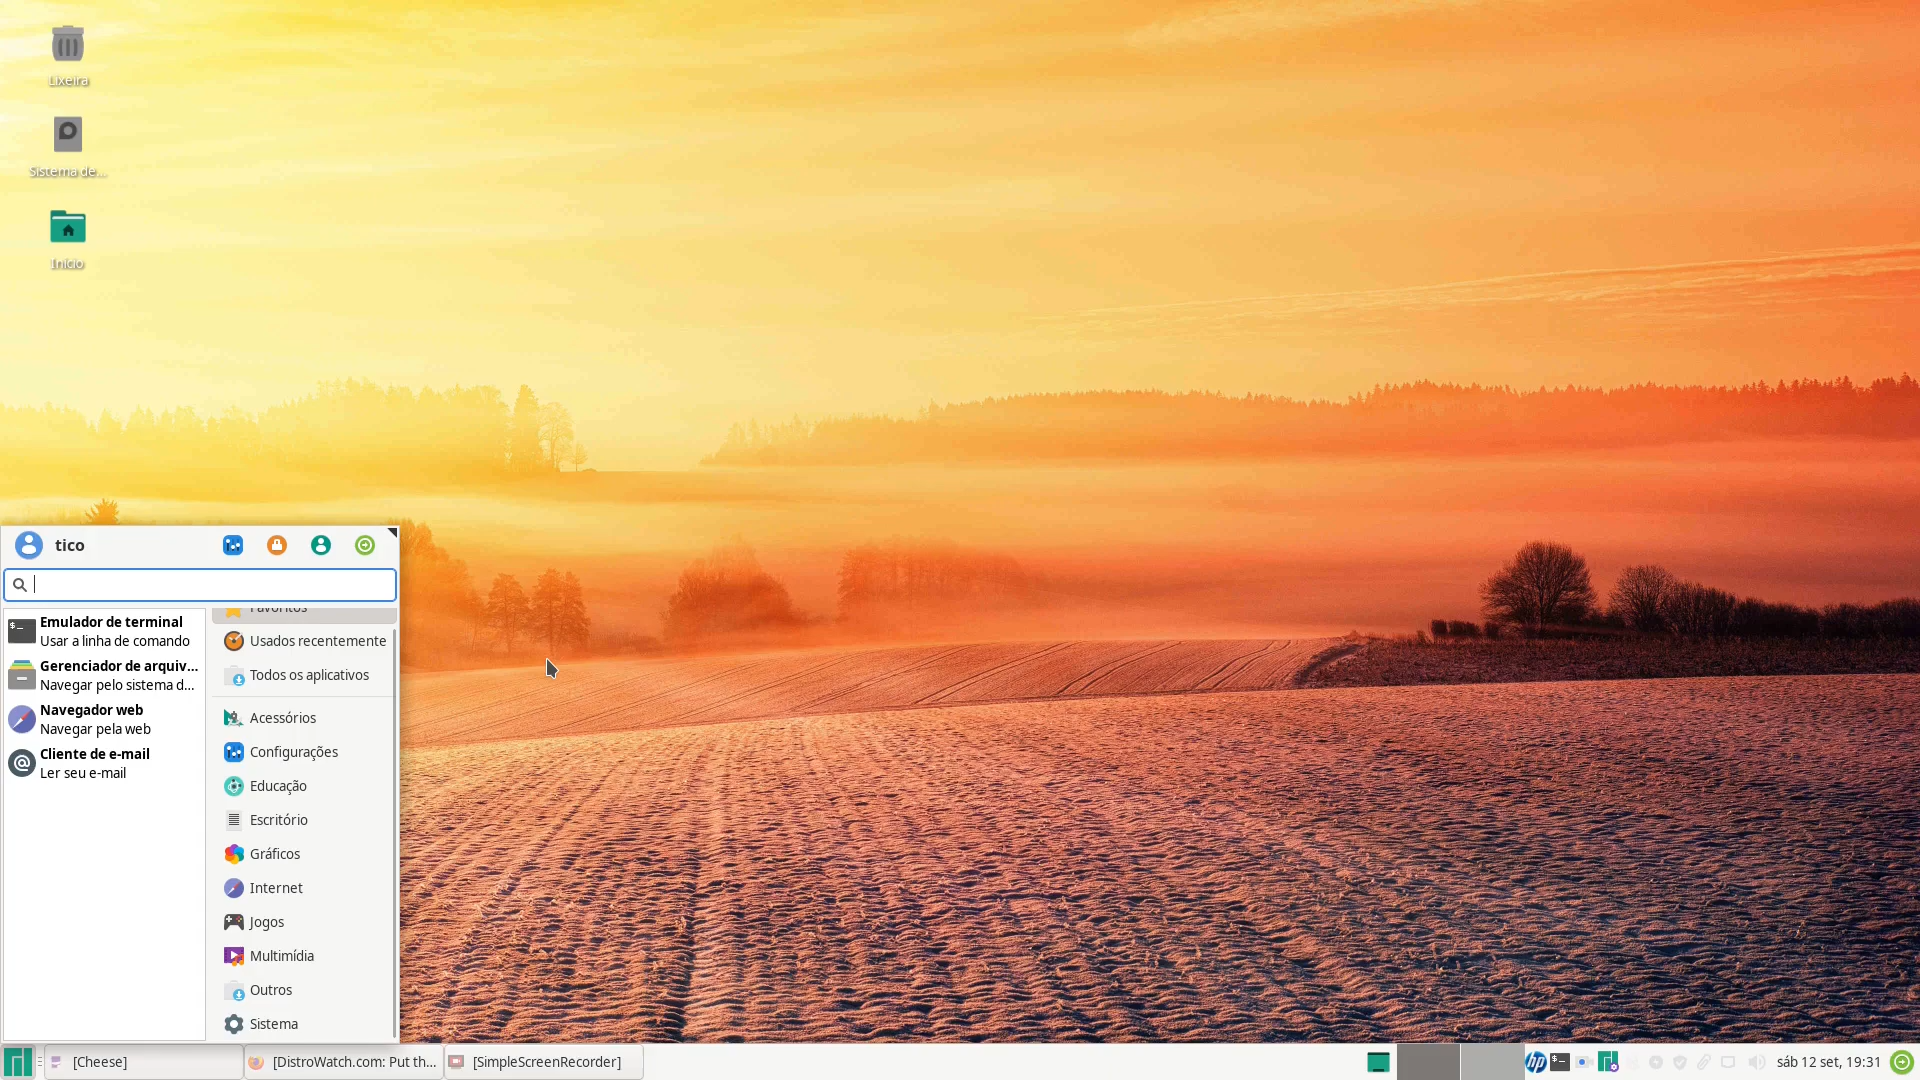 Lixeira
Sistema de...
Início
tico
Favoritos
Emulador de terminal
Usar a linha de comando
Gerenciador de arquiv...
Navegar pelo sistema d...
Navegador web
Navegar pela web
Cliente de e-mail
Ler seu e-mail
Usados recentemente
Todos os aplicativos
Acessórios
Configurações
Educação
Escritório
Gráficos
Internet
Jogos
Multimídia
Outros
Sistema
[Cheese]
[DistroWatch.com: Put th...
[SimpleScreenRecorder]
hp
$_
sáb 12 set, 19:31